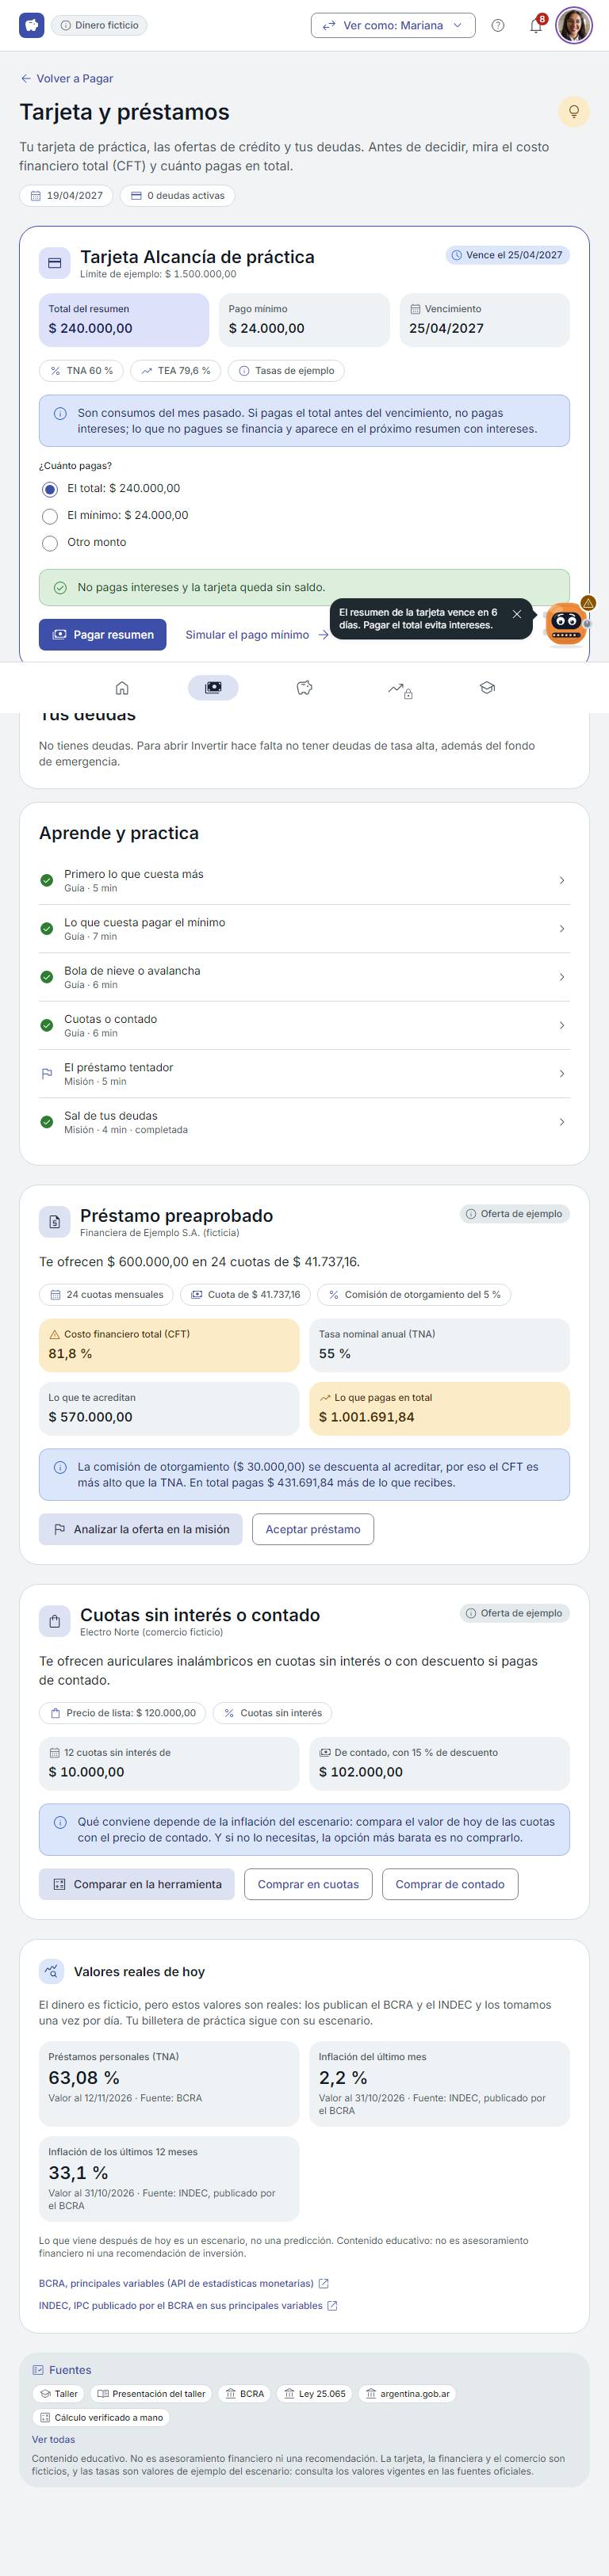 Dinero ficticio
Ver como: Mariana
8
Volver a Pagar
Tarjeta y préstamos
Tu tarjeta de práctica, las ofertas de crédito y tus deudas. Antes de decidir, mira el costo
financiero total (CFT) y cuánto pagas en total.
19/04/2027
0 deudas activas
Tarjeta Alcancía de práctica
Límite de ejemplo: $ 1.500.000,00
Vence el 25/04/2027
Total del resumen
$ 240.000,00
Pago mínimo
$ 24.000,00
Vencimiento
25/04/2027
TNA 60 %
TEA 79,6 %
Tasas de ejemplo
Son consumos del mes pasado. Si pagas el total antes del vencimiento, no pagas
intereses; lo que no pagues se financia y aparece en el próximo resumen con intereses.
¿Cuánto pagas?
El total: $ 240.000,00
El mínimo: $ 24.000,00
Otro monto
No pagas intereses y la tarjeta queda sin saldo.
El resumen de la tarjeta vence en 6
días. Pagar el total evita intereses.
Pagar resumen
Simular el pago mínimo
Tus deudas
No tienes deudas. Para abrir Invertir hace falta no tener deudas de tasa alta, además del fondo
de emergencia.
Aprende y practica
Primero lo que cuesta más
Guía · 5 min
Lo que cuesta pagar el mínimo
Guía · 7 min
Bola de nieve o avalancha
Guía · 6 min
Cuotas o contado
Guía · 6 min
El préstamo tentador
Misión · 5 min
Sal de tus deudas
Misión · 4 min · completada
Préstamo preaprobado
Financiera de Ejemplo S.A. (ficticia)
Oferta de ejemplo
Te ofrecen $ 600.000,00 en 24 cuotas de $ 41.737,16.
24 cuotas mensuales
Cuota de $ 41.737,16
Comisión de otorgamiento del 5 %
Costo financiero total (CFT)
81,8 %
Tasa nominal anual (TNA)
55 %
Lo que te acreditan
$ 570.000,00
Lo que pagas en total
$ 1.001.691,84
La comisión de otorgamiento ($ 30.000,00) se descuenta al acreditar, por eso el CFT es
más alto que la TNA. En total pagas $ 431.691,84 más de lo que recibes.
Analizar la oferta en la misión
Aceptar préstamo
Cuotas sin interés o contado
Electro Norte (comercio ficticio)
Oferta de ejemplo
Te ofrecen auriculares inalámbricos en cuotas sin interés o con descuento si pagas
de contado.
Precio de lista: $ 120.000,00
Cuotas sin interés
12 cuotas sin interés de
$ 10.000,00
De contado, con 15 % de descuento
$ 102.000,00
Qué conviene depende de la inflación del escenario: compara el valor de hoy de las cuotas
con el precio de contado. Y si no lo necesitas, la opción más barata es no comprarlo.
Comparar en la herramienta
Comprar en cuotas
Comprar de contado
Valores reales de hoy
El dinero es ficticio, pero estos valores son reales: los publican el BCRA y el INDEC y los tomamos
una vez por día. Tu billetera de práctica sigue con su escenario.
Préstamos personales (TNA)
63,08 %
Valor al 12/11/2026 · Fuente: BCRA
Inflación del último mes
2,2 %
Valor al 31/10/2026 · Fuente: INDEC, publicado por
el BCRA
Inflación de los últimos 12 meses
33,1 %
Valor al 31/10/2026 · Fuente: INDEC, publicado por
el BCRA
Lo que viene después de hoy es un escenario, no una predicción. Contenido educativo: no es asesoramiento
financiero ni una recomendación de inversión.
BCRA, principales variables (API de estadísticas monetarias)
INDEC, IPC publicado por el BCRA en sus principales variables
Fuentes
Taller
Presentación del taller
BCRA
Ley 25.065
argentina.gob.ar
Cálculo verificado a mano
Ver todas
Contenido educativo. No es asesoramiento financiero ni una recomendación. La tarjeta, la financiera y el comercio son
ficticios, y las tasas son valores de ejemplo del escenario: consulta los valores vigentes en las fuentes oficiales.